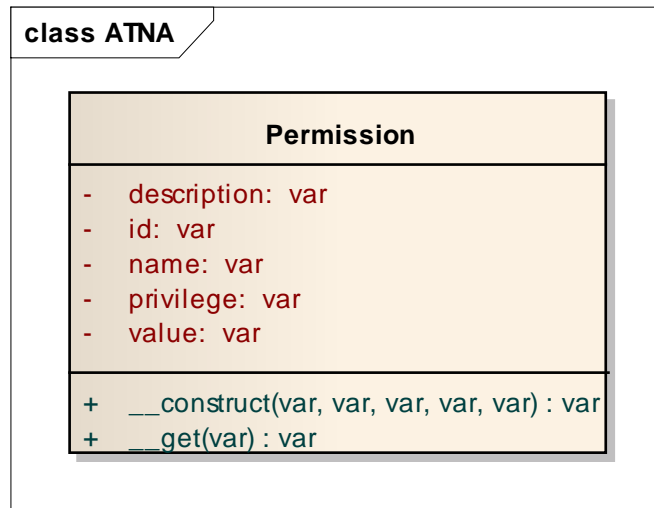 class ATNA
Permission
- description: var
- id: var
- name: var
- privilege: var
- value: var
+ __construct(var, var, var, var, var) : var
+ __get(var) : var